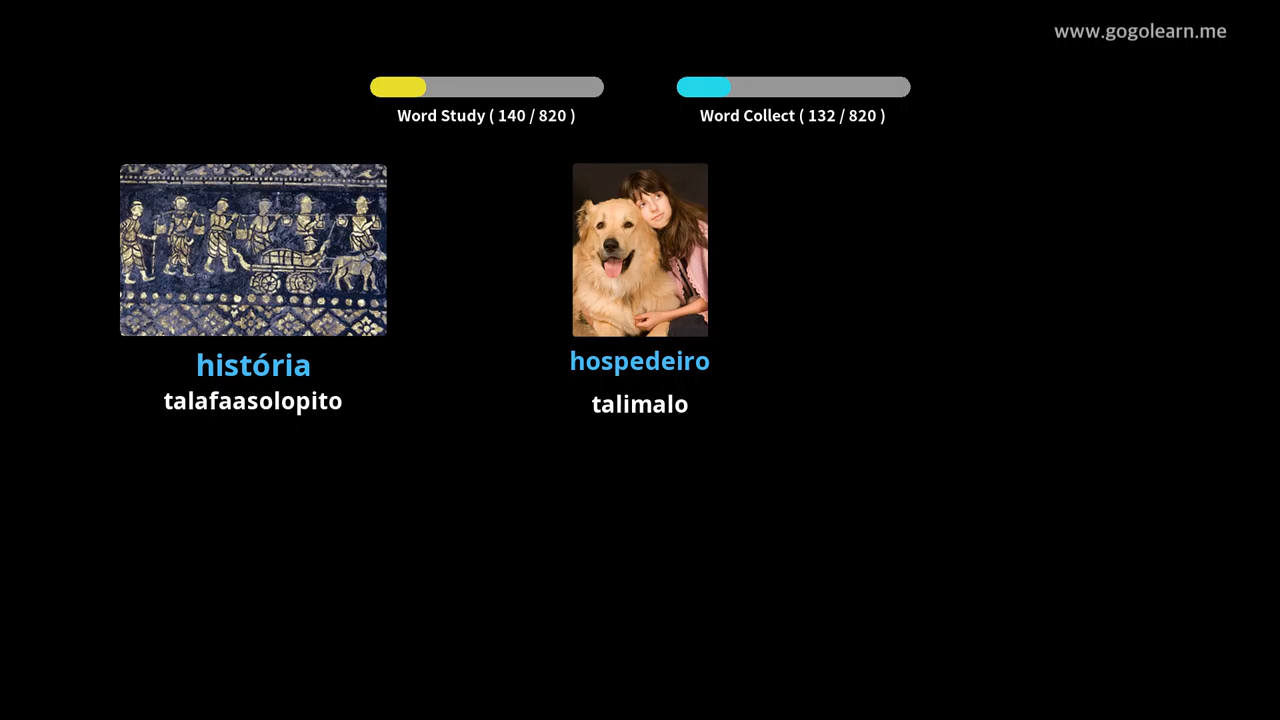 www.gogolearn.me
Word Study ( 140 / 820 )
Word Collect ( 132 / 820 )
história
talafaasolopito
hospedeiro
talimalo